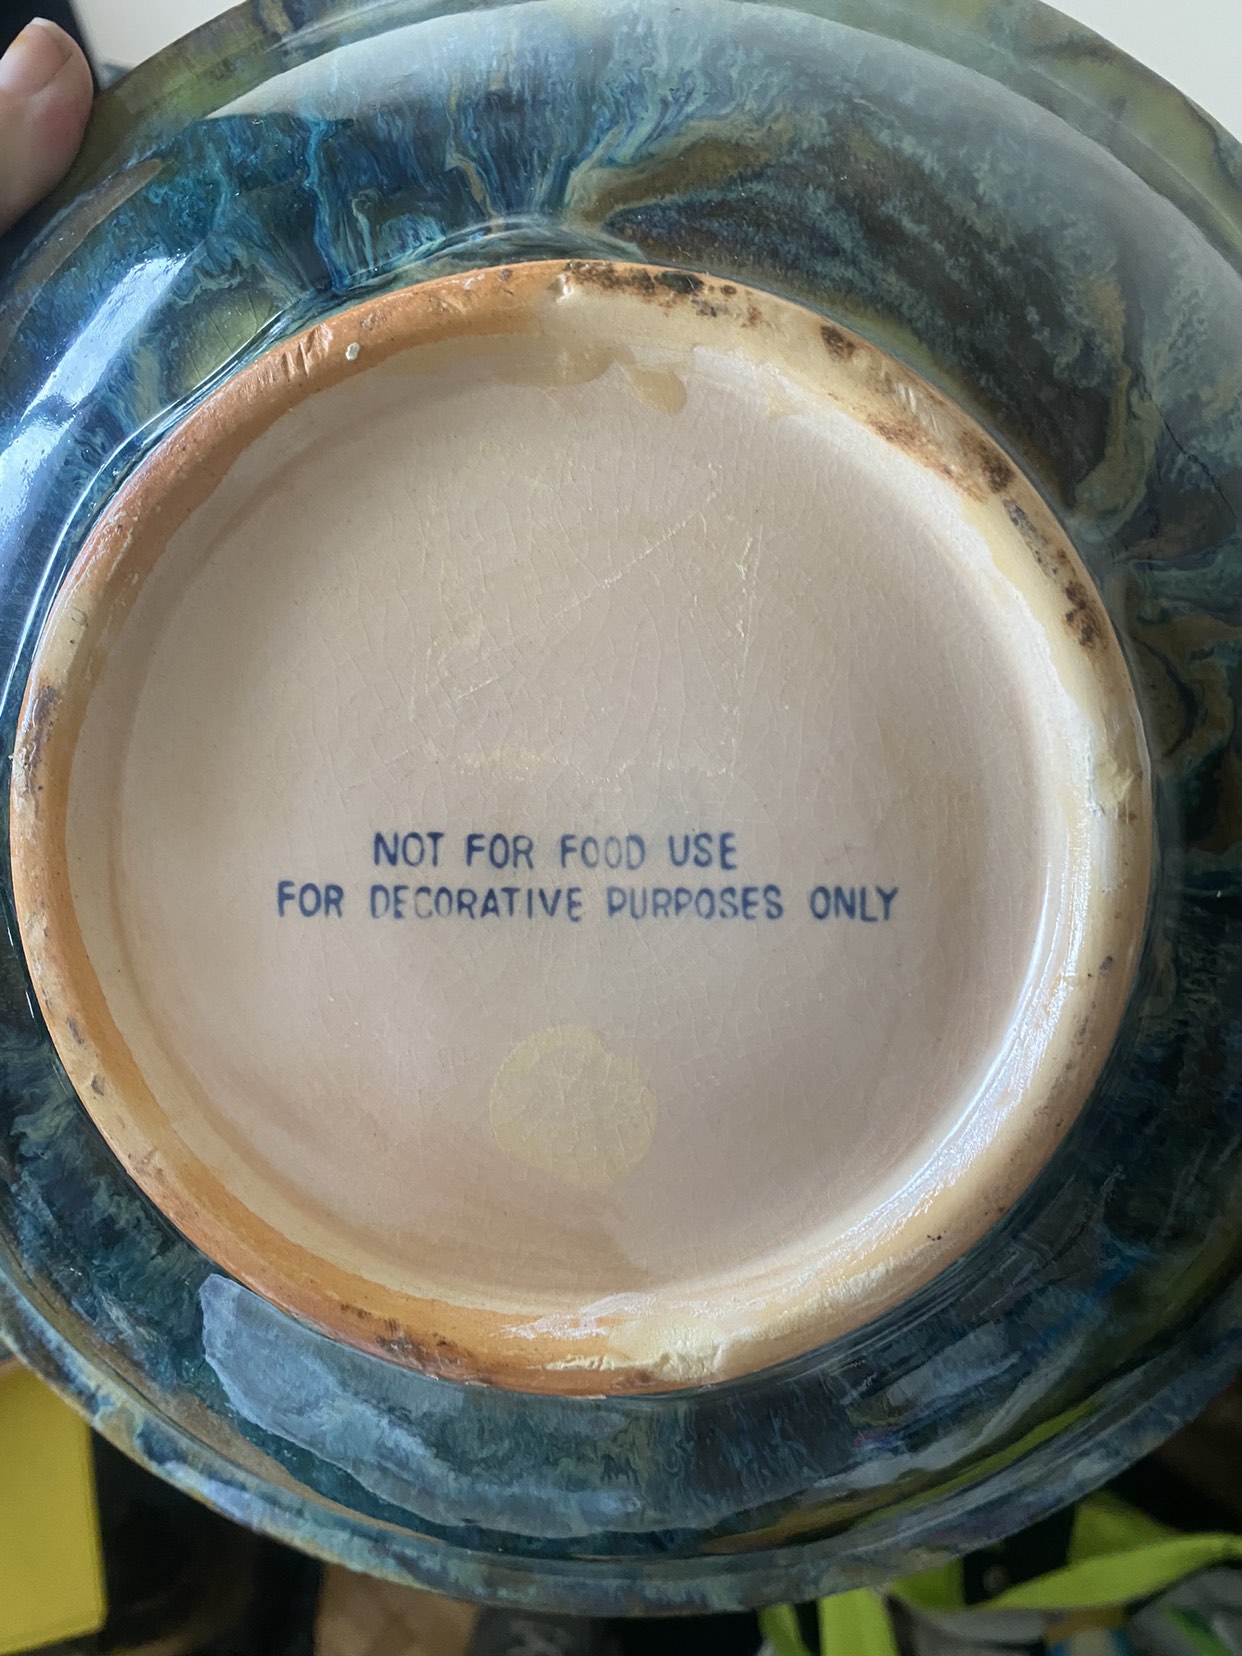 NOT FOR FOOD USE
FOR DECORATIVE PURPOSES ONLY